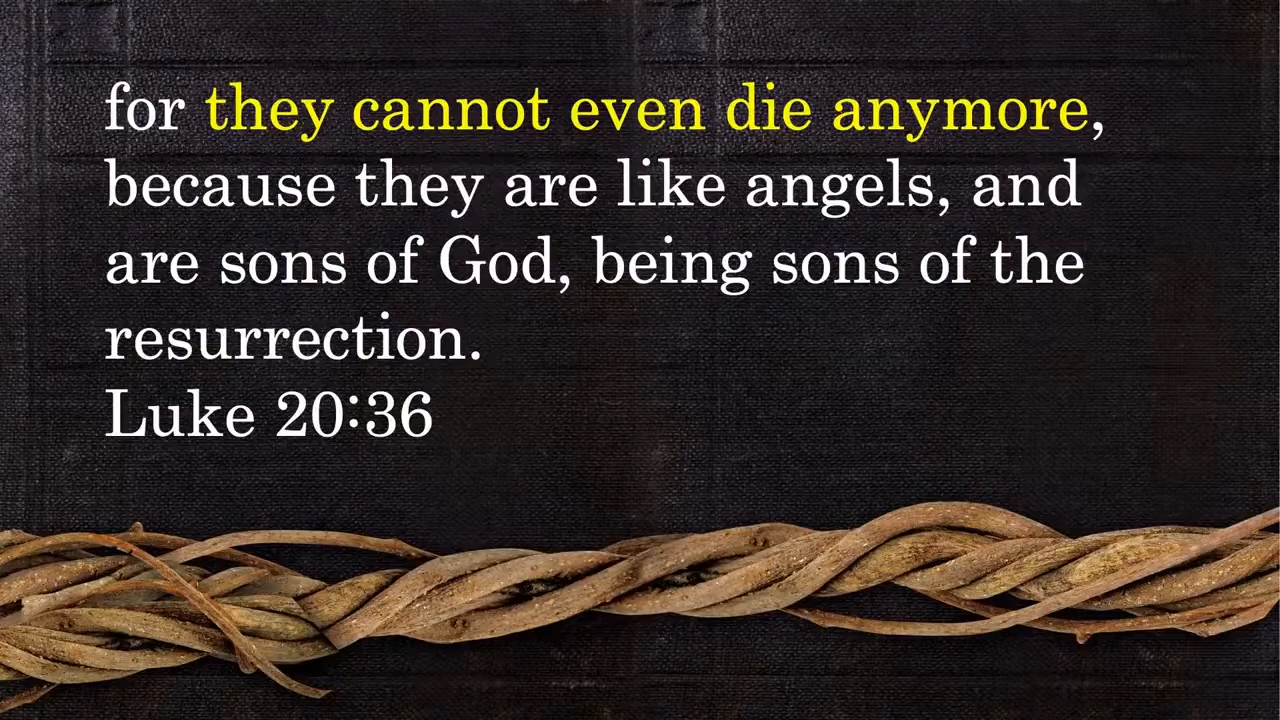 for they cannot even die anymore,
because they are like angels, and
are sons of God, being sons of the
resurrection.
Luke 20:36